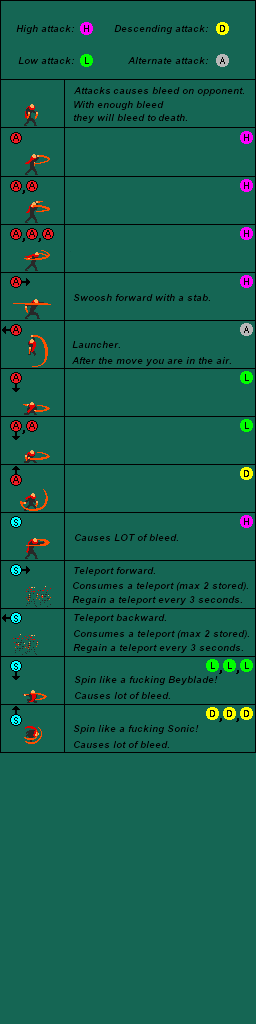 High attack: H Descending attack: D
Low attack: L Alternate attack: A
Attacks causes bleed on opponent.
With enough bleed
they will bleed to death.
A H
A,A H
A,A,A H
A H
Swoosh forward with a stab.
A A
Launcher.
After the move you are in the air.
A L
A,A L
A D
S H
Causes LOT of bleed.
S Teleport forward.
Consumes a teleport (max 2 stored).
Regain a teleport every 3 seconds.
S Teleport backward.
Consumes a teleport (max 2 stored).
Regain a teleport every 3 seconds.
S L,L,L
Spin like a fucking Beyblade!
Causes lot of bleed.
S D,D,D
Spin like a fucking Sonic!
Causes lot of bleed.